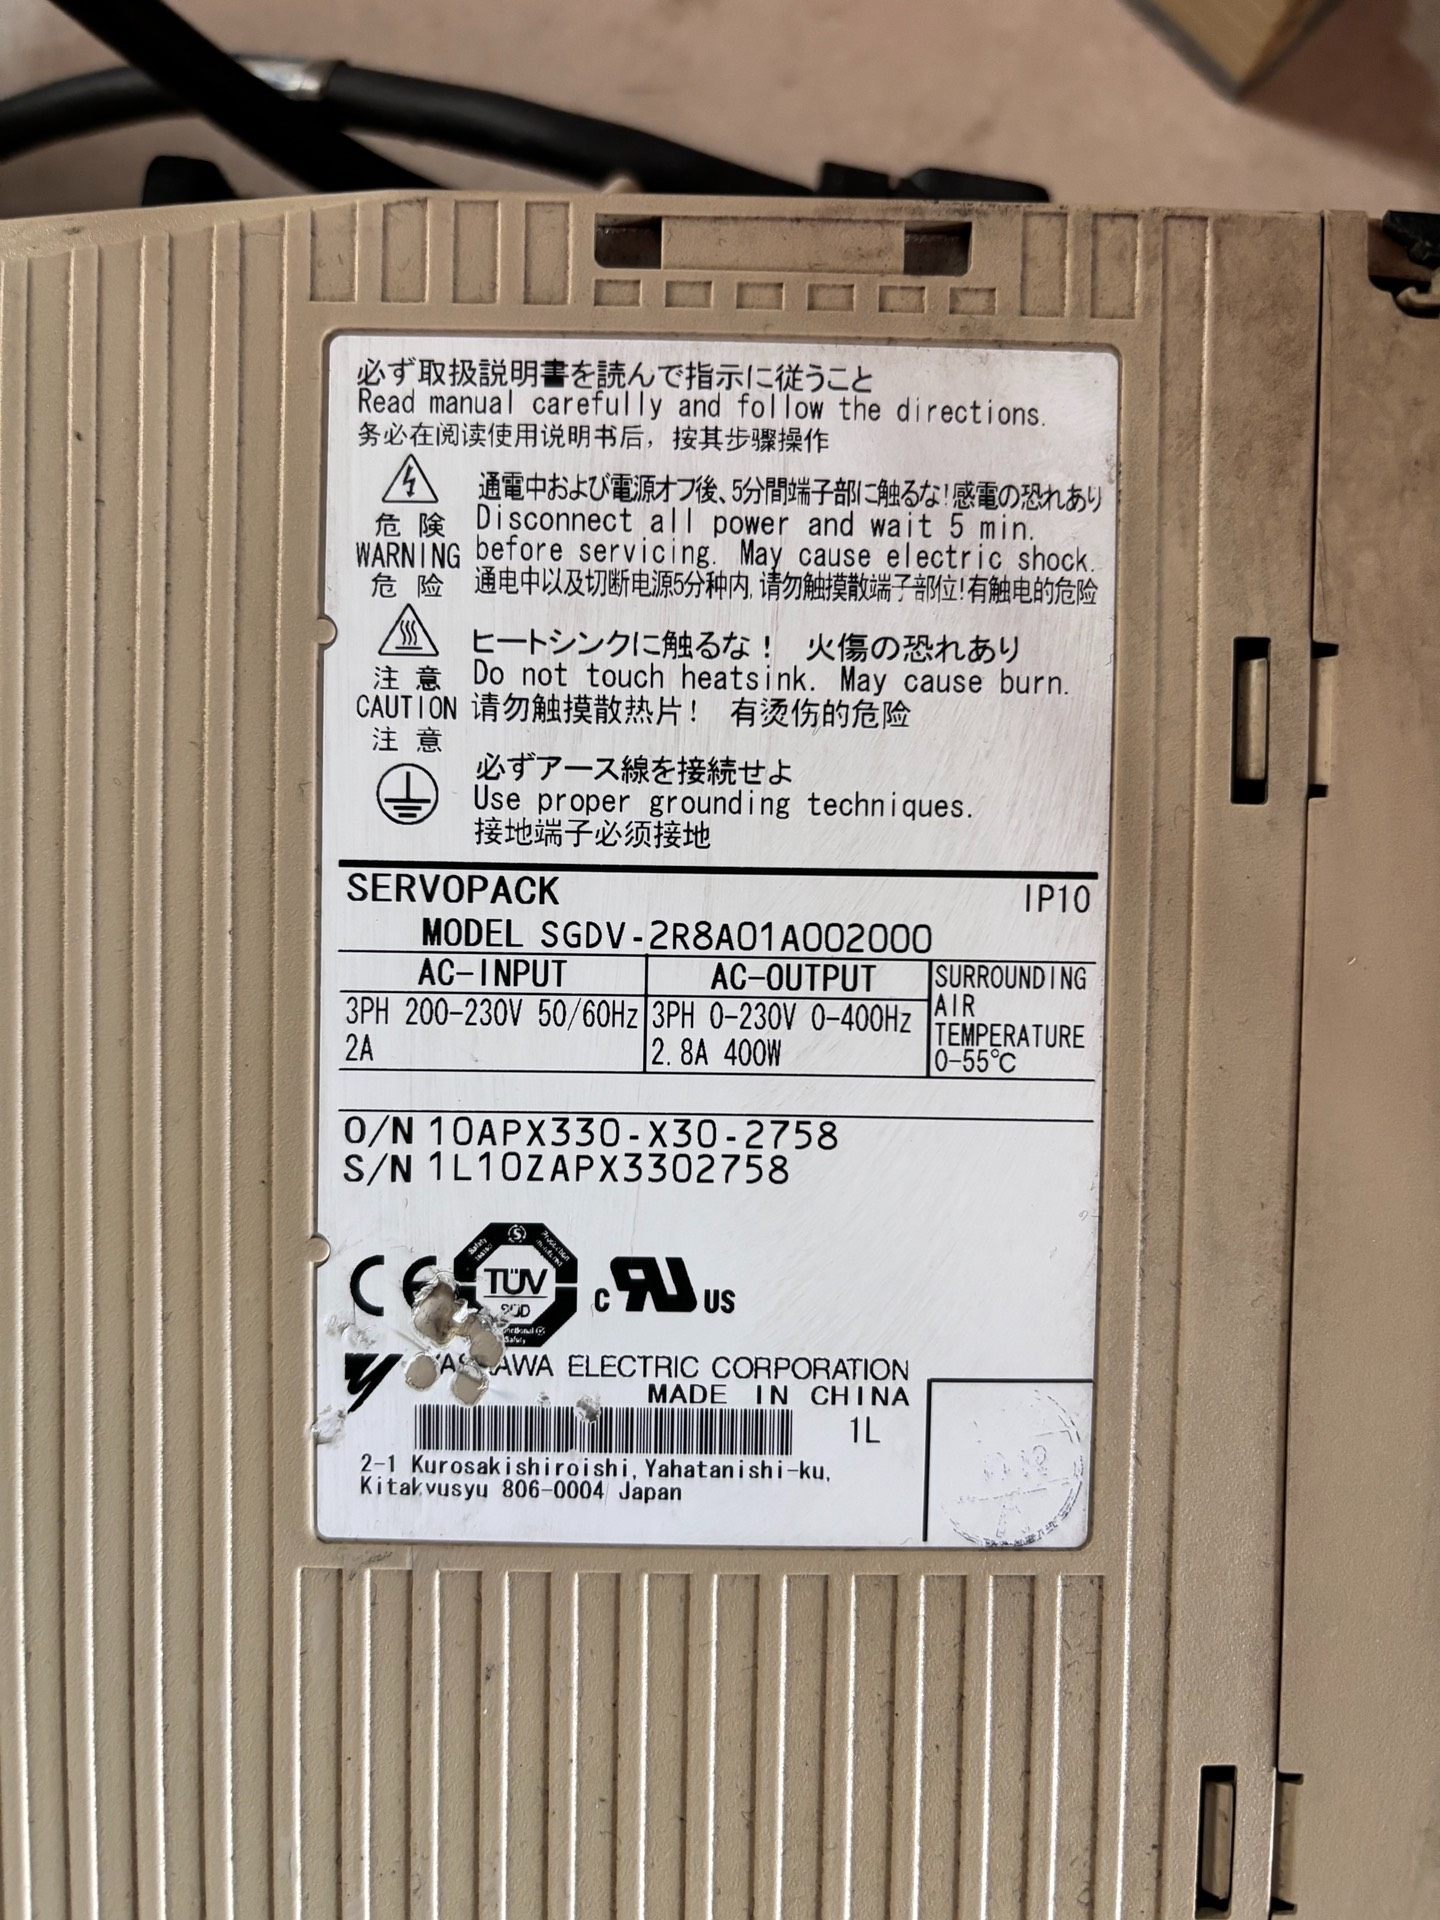 必ず取扱説明書を読んで指示に従うこと
Read manual carefully and follow the directions.
务必在阅读使用说明书后，按其步骤操作
通電中および電源オフ後、5分間端子部に触るな！感電の恐れあり
危険 Disconnect all power and wait 5 min.
WARNING before servicing. May cause electric shock.
危险 通电中以及切断电源5分种内,请勿触摸散端子部位！有触电的危险
ヒートシンクに触るな！ 火傷の恐れあり
注意 Do not touch heatsink. May cause burn.
CAUTION 请勿触摸散热片！ 有烫伤的危险
注意
必ずアース線を接続せよ
Use proper grounding techniques.
接地端子必须接地
SERVOPACK IP10
MODEL SGDV-2R8A01A002000
AC-INPUT AC-OUTPUT SURROUNDING
AIR
TEMPERATURE
0-55℃
3PH 200-230V 50/60Hz 3PH 0-230V 0-400Hz
2A 2.8A 400W
O/N 10APX330-X30-2758
S/N 1L10ZAPX3302758
CE TÜV c RU US
ELECTRIC CORPORATION
MADE IN CHINA
1L
2-1 Kurosakishiroishi, Yahatanishi-ku,
Kitakyusyu 806-0004 Japan